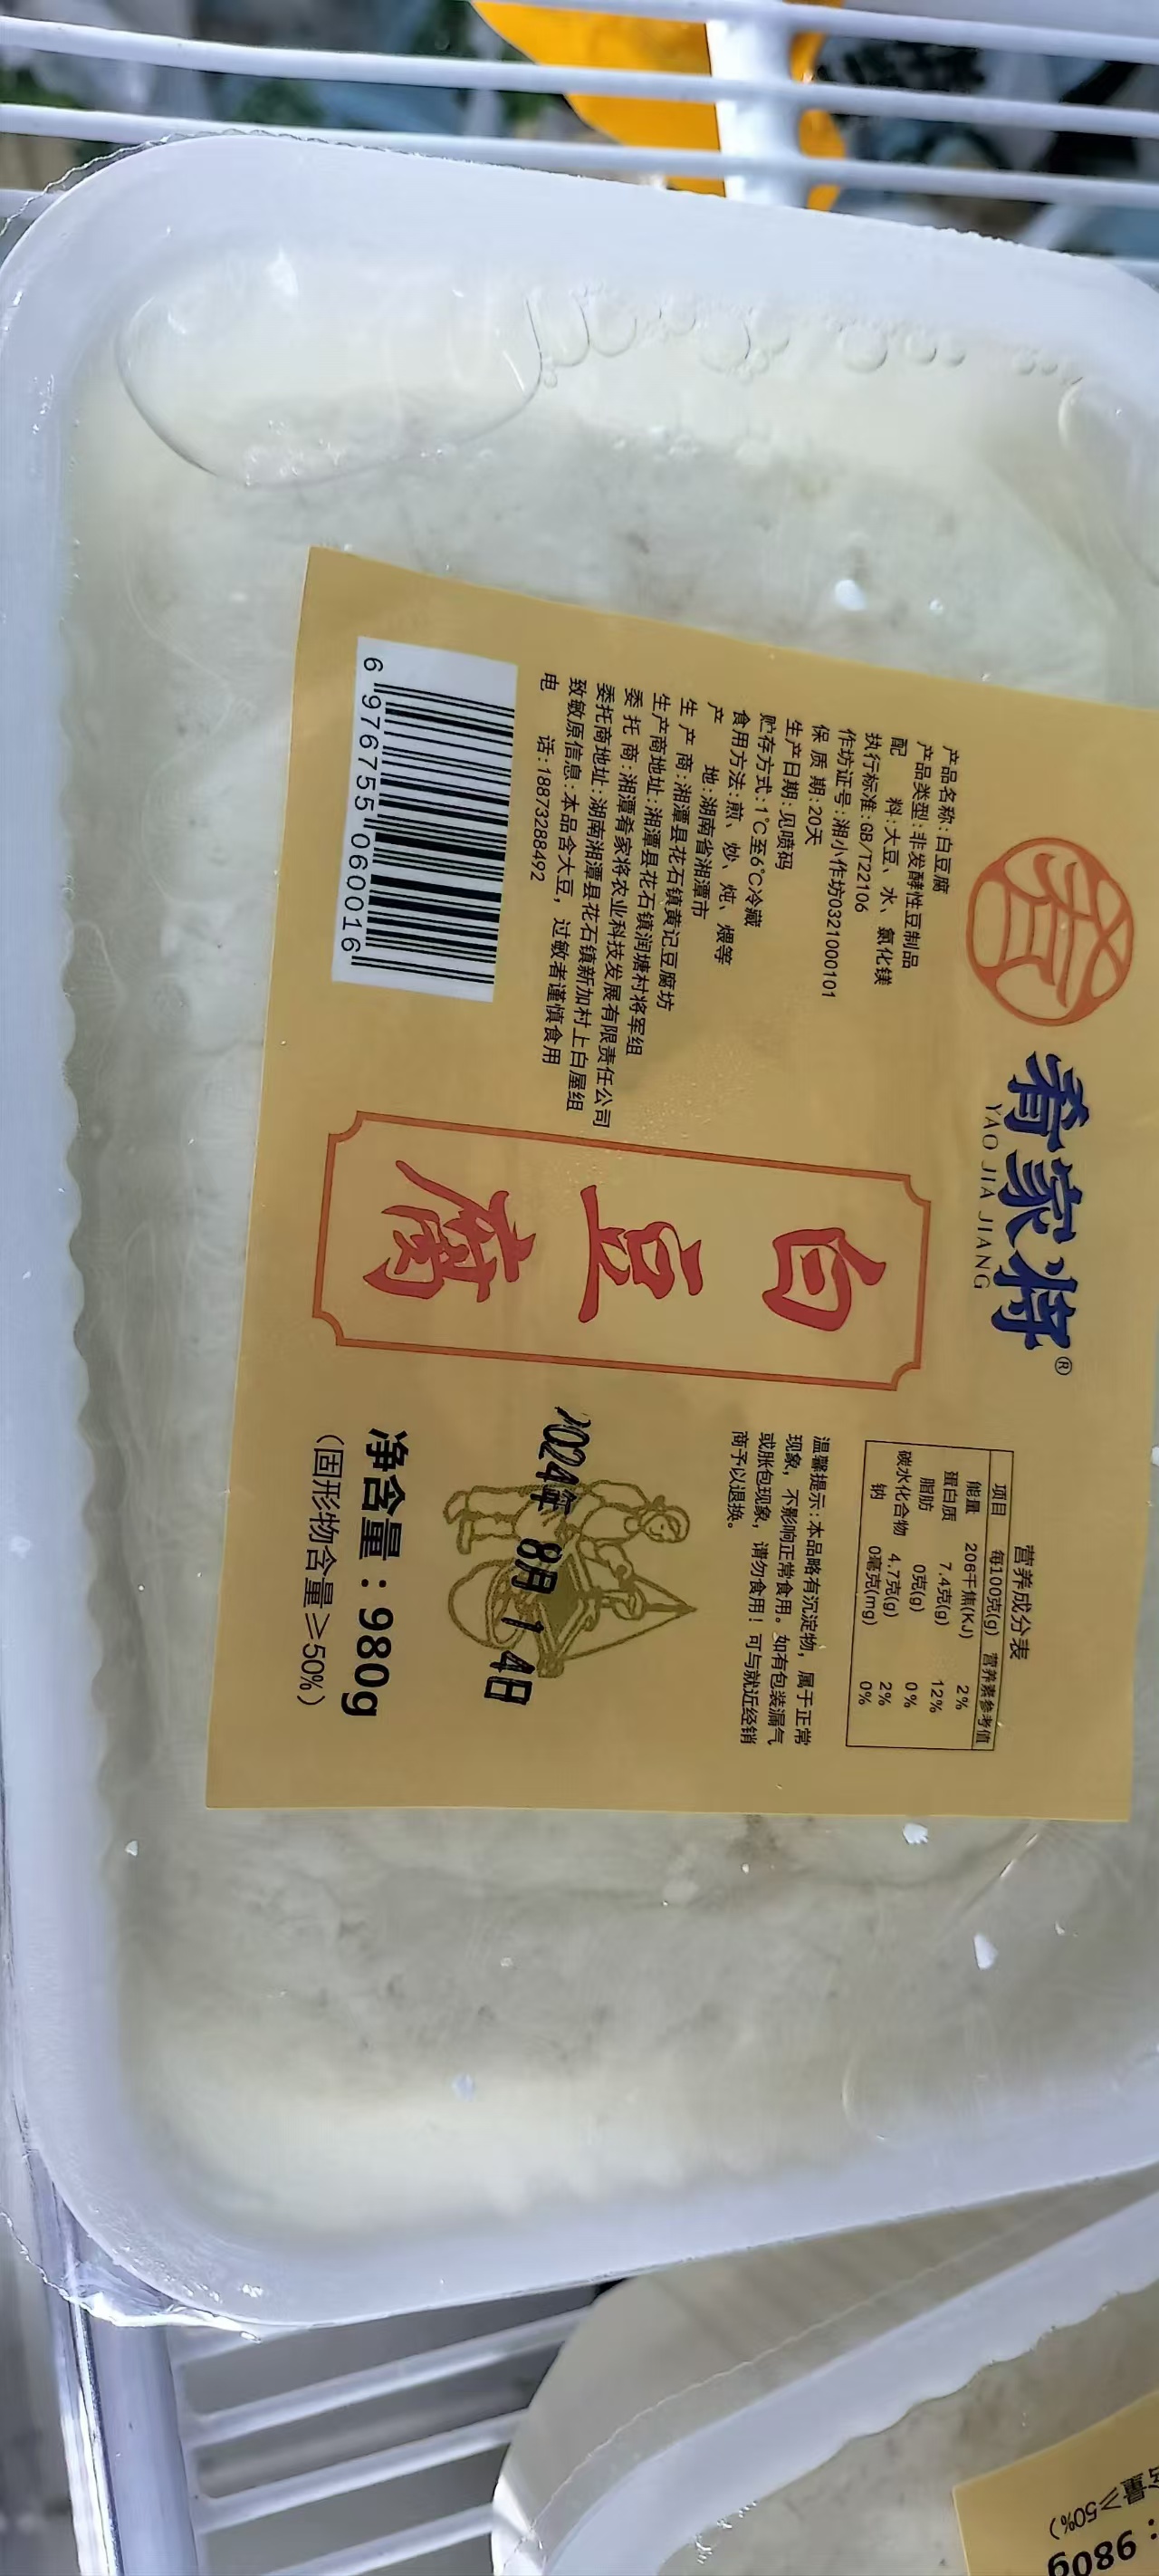 肴家将®
YAO JIA JIANG
产品名称:白豆腐
产品类型:非发酵性豆制品
配 料:大豆、水、氯化镁
执行标准:GB/T22106
作坊证号:湘小作坊0321000101
保 质 期:20天
生产日期:见喷码
贮存方式:1℃至6℃冷藏
食用方法:煎、炒、炖、煨等
产 地:湖南省湘潭市
生 产 商:湘潭县花石镇黄记豆腐坊
生产商地址:湘潭县花石镇润塘村将军组
委 托 商:湘潭肴家将农业科技发展有限责任公司
委托商地址:湖南湘潭县花石镇新加村上白屋组
致敏原信息:本品含大豆，过敏者谨慎食用
电 话:18873288492
6 976755 060016
白豆腐
营养成分表
项目 每100克(g) 营养素参考值
能量 206千焦(KJ) 2%
蛋白质 7.4克(g) 12%
脂肪 0克(g) 0%
碳水化合物 4.7克(g) 2%
钠 0毫克(mg) 0%
温馨提示:本品略有沉淀物，属于正常
现象，不影响正常食用。如有包装漏气
或胀包现象，请勿食用！可与就近经销
商予以退换。
2024年 8月14日
净含量：980g
（固形物含量≥50%）
：980g
含量≥50%）